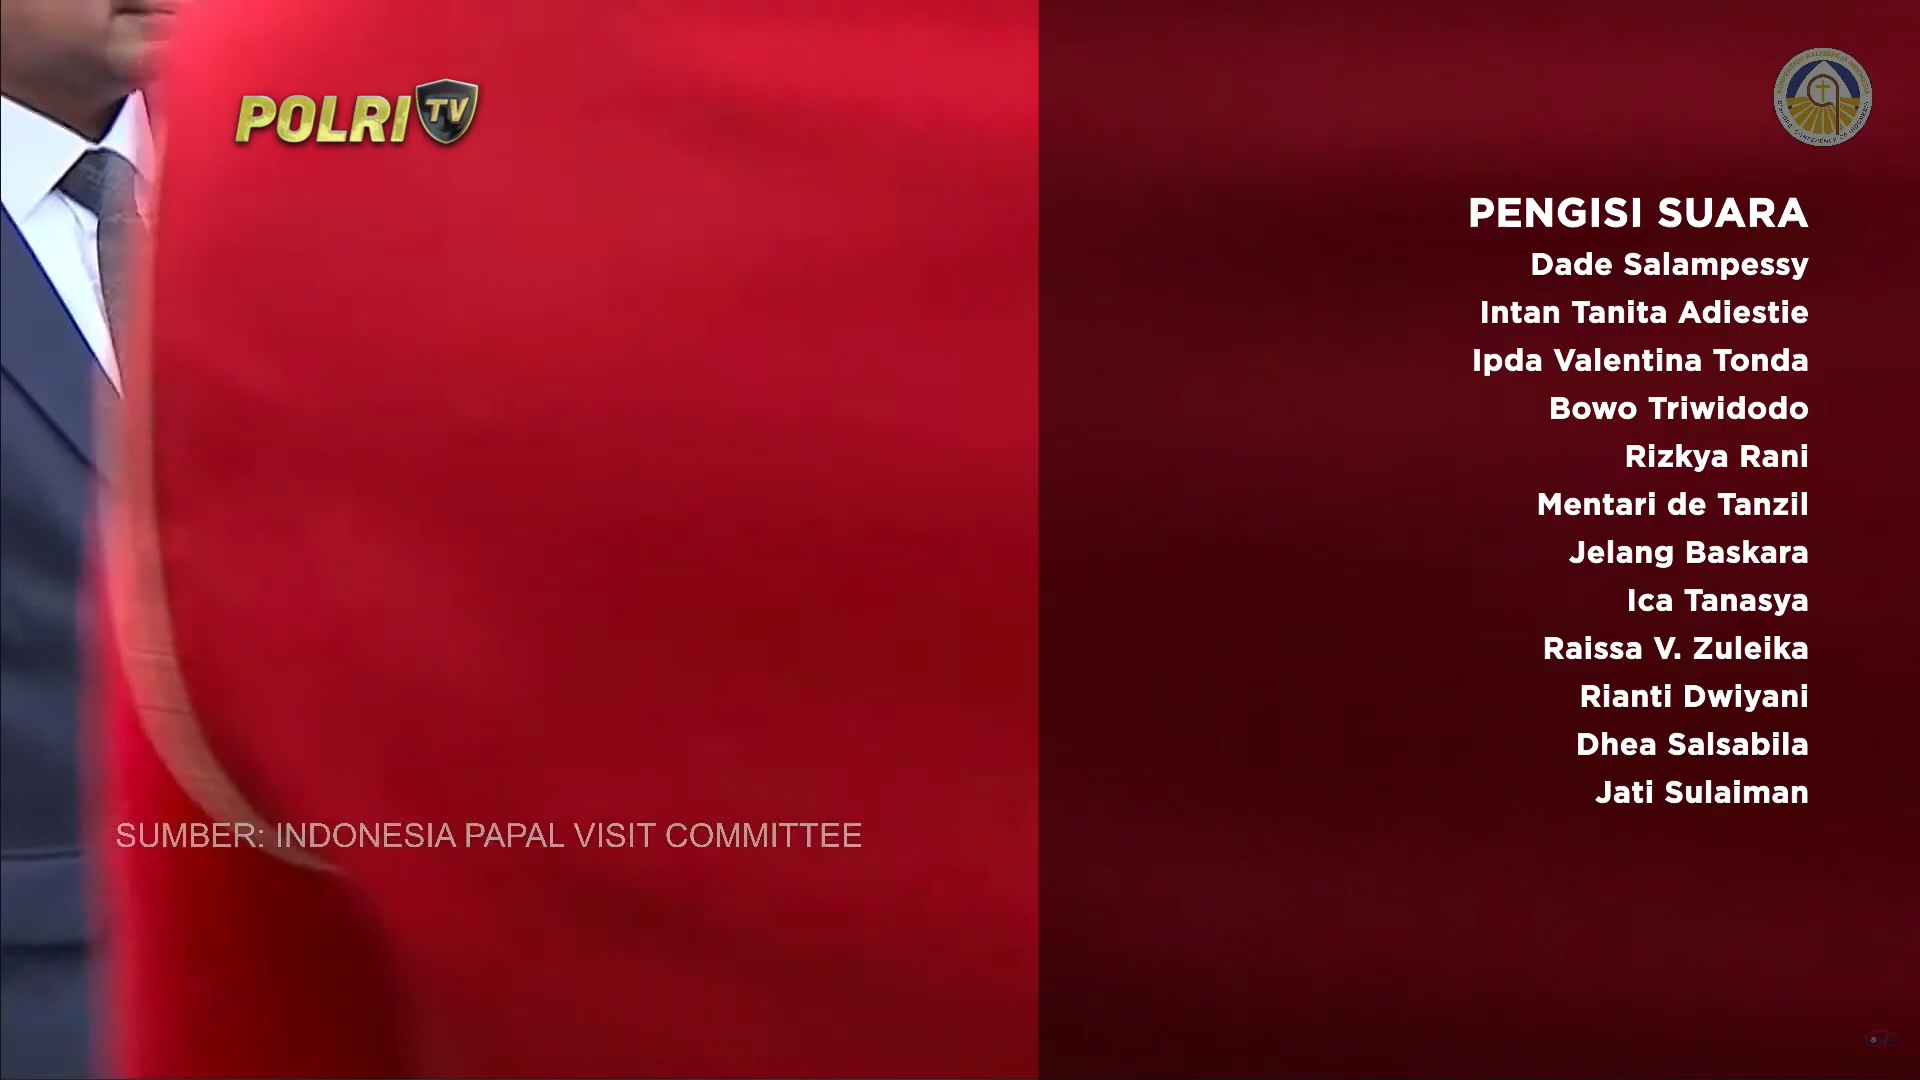 POLRI TV
PENGISI SUARA
Dade Salampessy
Intan Tanita Adiestie
Ipda Valentina Tonda
Bowo Triwidodo
Rizkya Rani
Mentari de Tanzil
Jelang Baskara
Ica Tanasya
Raissa V. Zuleika
Rianti Dwiyani
Dhea Salsabila
Jati Sulaiman
SUMBER: INDONESIA PAPAL VISIT COMMITTEE